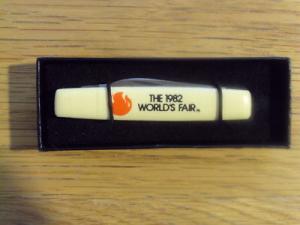 THE 1982
WORLD'S FAIR